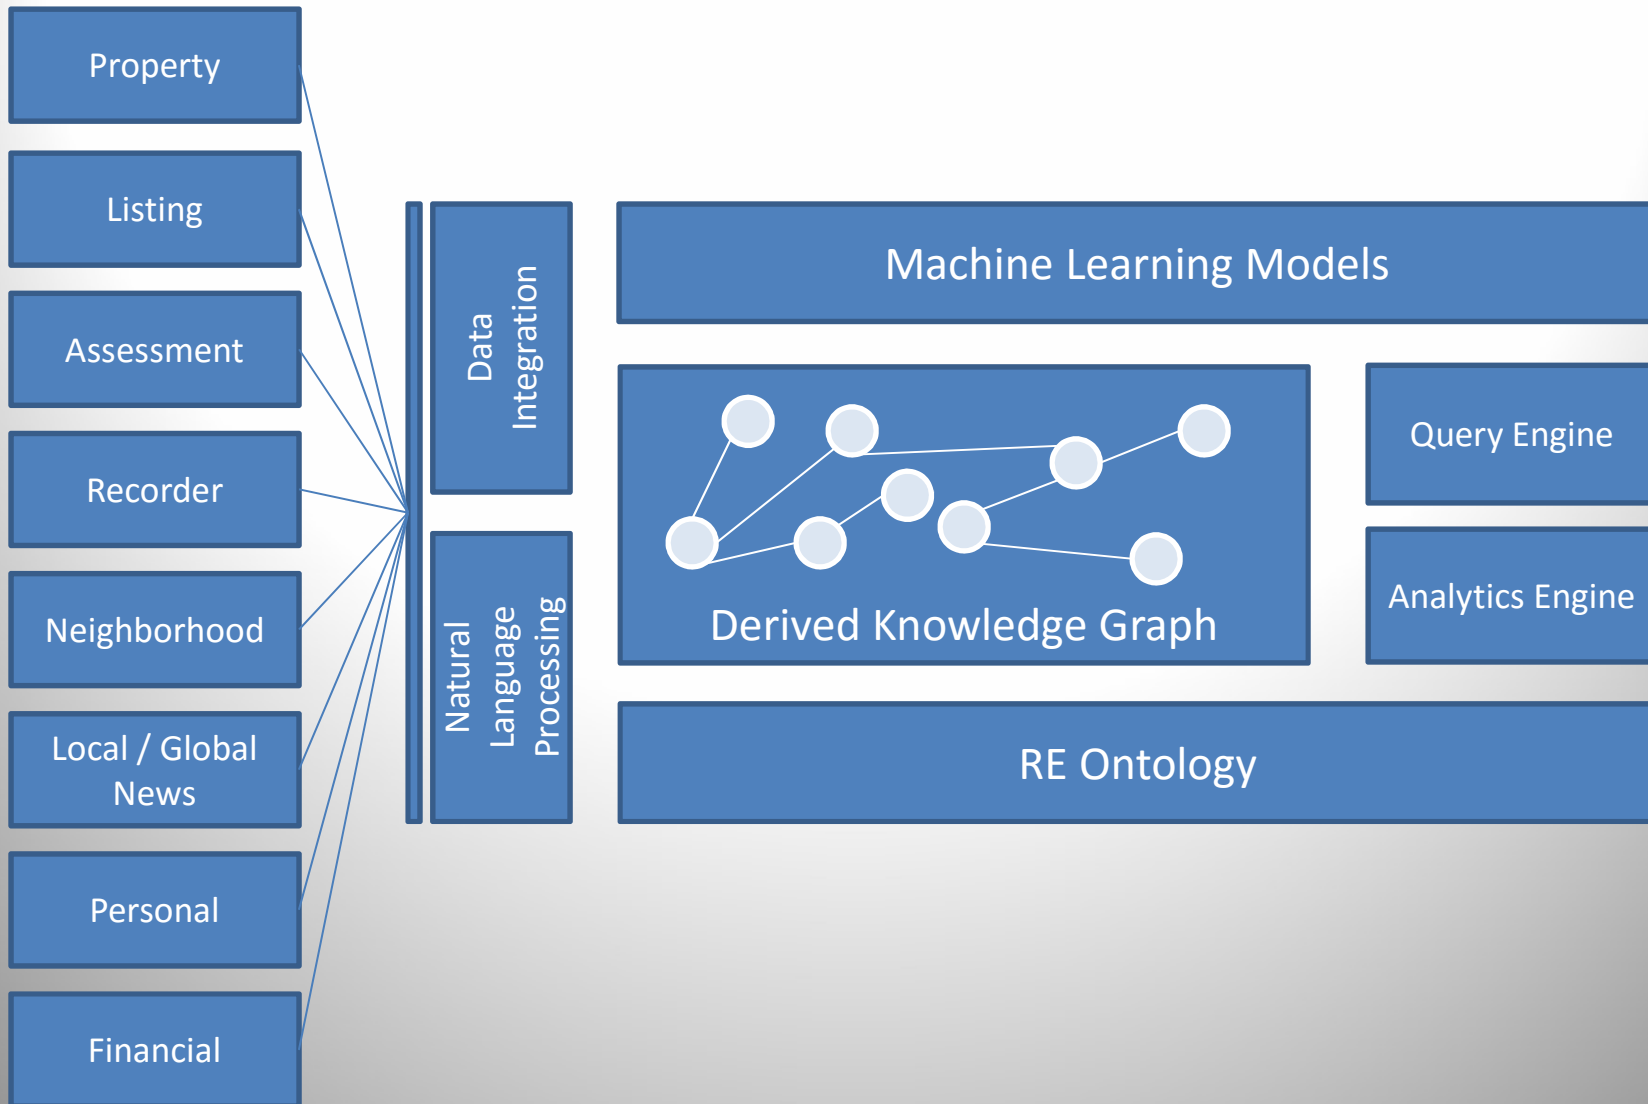 Property
Listing
Assessment
Recorder
Neighborhood
Local / Global
News
Personal
Financial
Data
Integration
Natural
Language
Processing
Machine Learning Models
Derived Knowledge Graph
Query Engine
Analytics Engine
RE Ontology